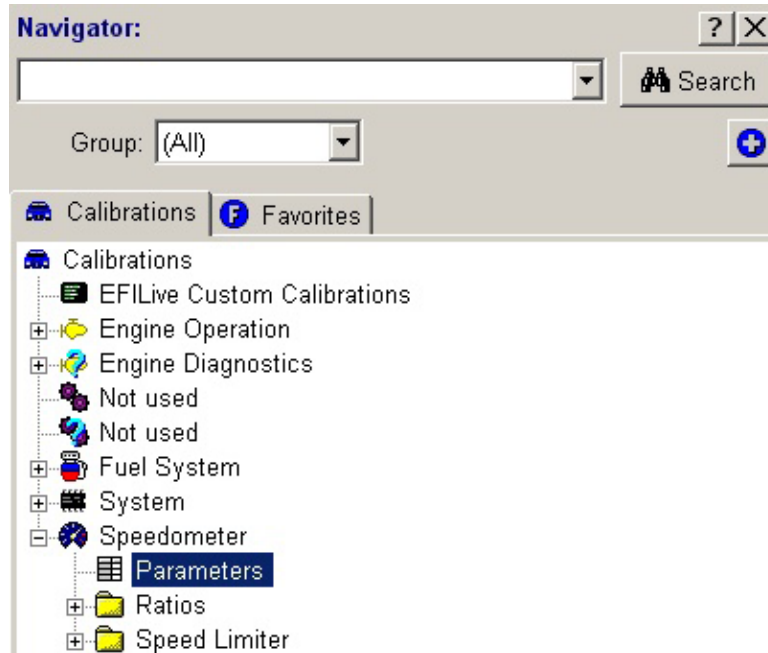 Navigator:
Search
Group: (All)
Calibrations Favorites
Calibrations
EFILive Custom Calibrations
Engine Operation
Engine Diagnostics
Not used
Not used
Fuel System
System
Speedometer
Parameters
Ratios
Speed Limiter